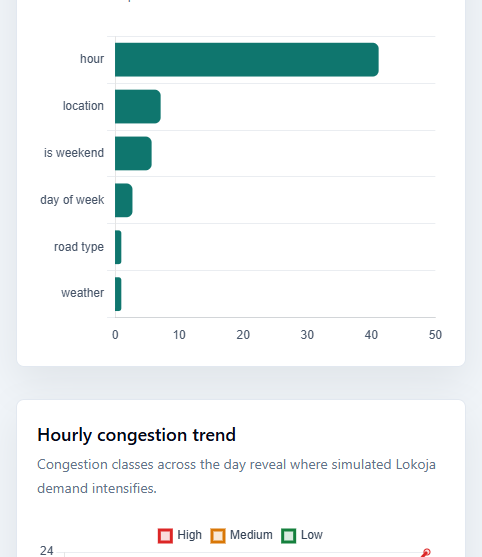 hour
location
is weekend
day of week
road type
weather
0 10 20 30 40 50
Hourly congestion trend
Congestion classes across the day reveal where simulated Lokoja
demand intensifies.
High Medium Low
24